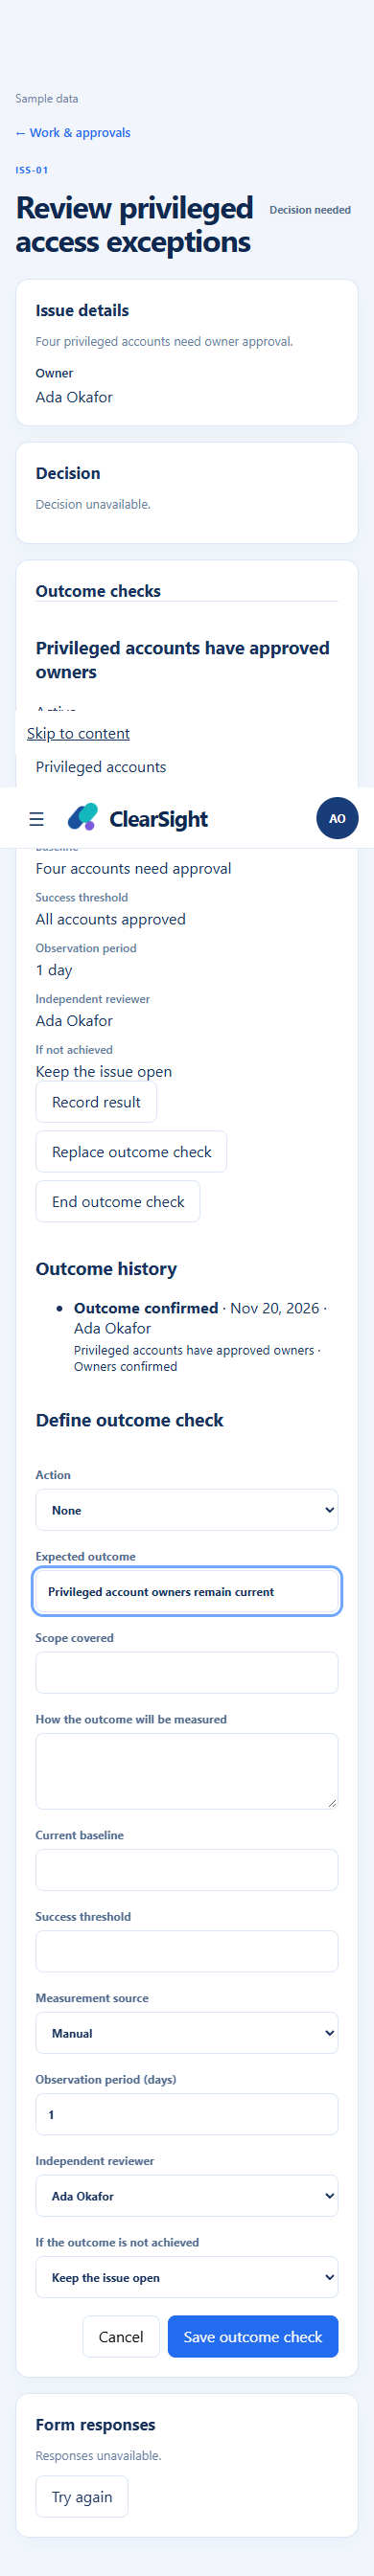 Sample data
← Work & approvals
ISS-01
Review privileged access exceptions
Decision needed
Issue details
Four privileged accounts need owner approval.
Owner
Ada Okafor
Decision
Decision unavailable.
Outcome checks
Privileged accounts have approved
owners
Skip to content
Privileged accounts
ClearSight
AO
Four accounts need approval
Success threshold
All accounts approved
Observation period
1 day
Independent reviewer
Ada Okafor
If not achieved
Keep the issue open
Record result
Replace outcome check
End outcome check
Outcome history
• Outcome confirmed · Nov 20, 2026 ·
Ada Okafor
Privileged accounts have approved owners ·
Owners confirmed
Define outcome check
Action
None
Expected outcome
Privileged account owners remain current
Scope covered
How the outcome will be measured
Current baseline
Success threshold
Measurement source
Manual
Observation period (days)
1
Independent reviewer
Ada Okafor
If the outcome is not achieved
Keep the issue open
Cancel
Save outcome check
Form responses
Responses unavailable.
Try again